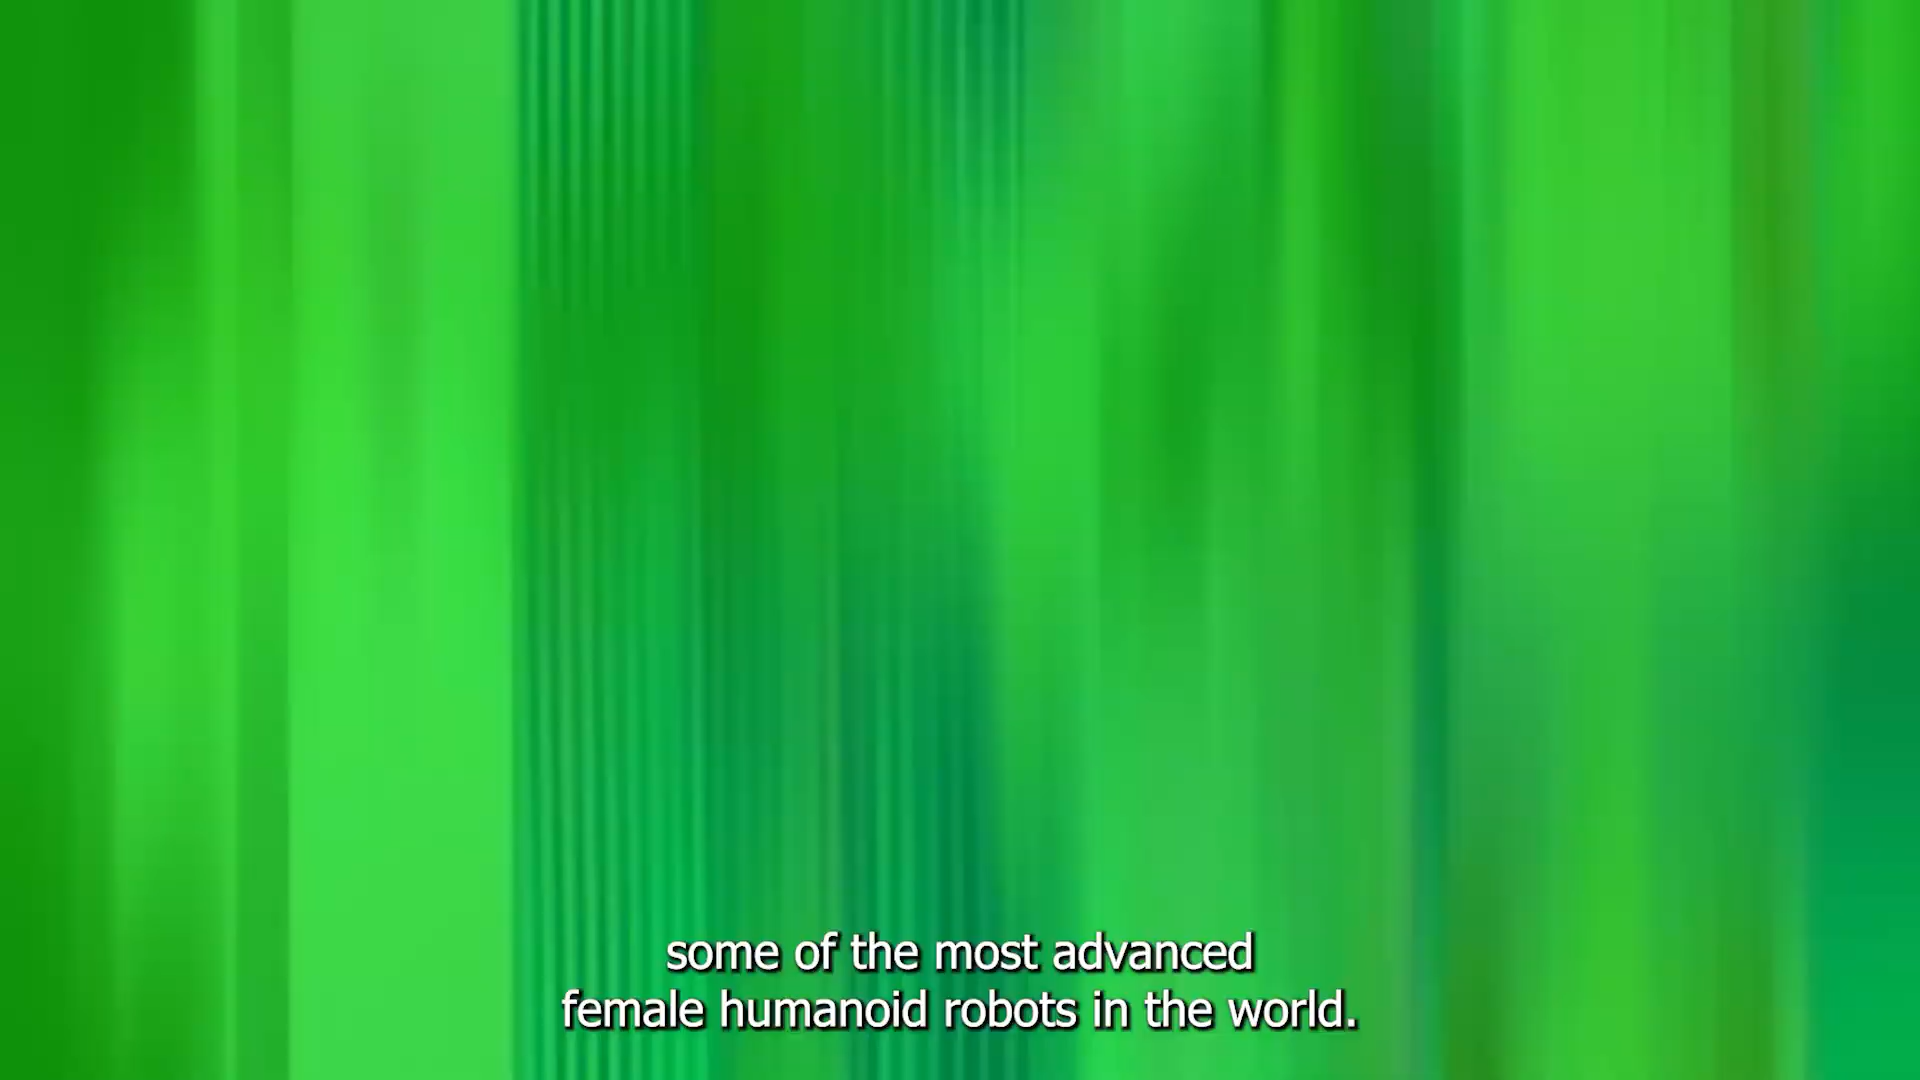 some of the most advanced
female humanoid robots in the world.